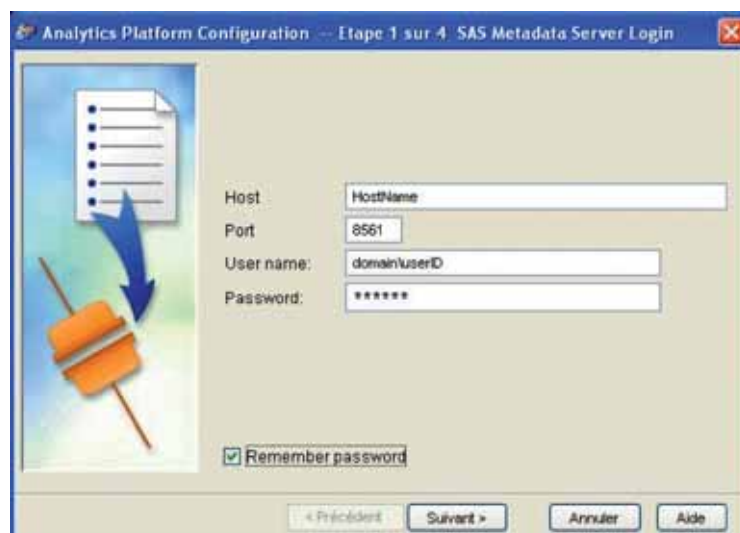 Analytics Platform Configuration -- Etape 1 sur 4 SAS Metadata Server Login
Host HostName
Port 8561
User name: domain\userID
Password: ******
Remember password
< Précédent Suivant > Annuler Aide